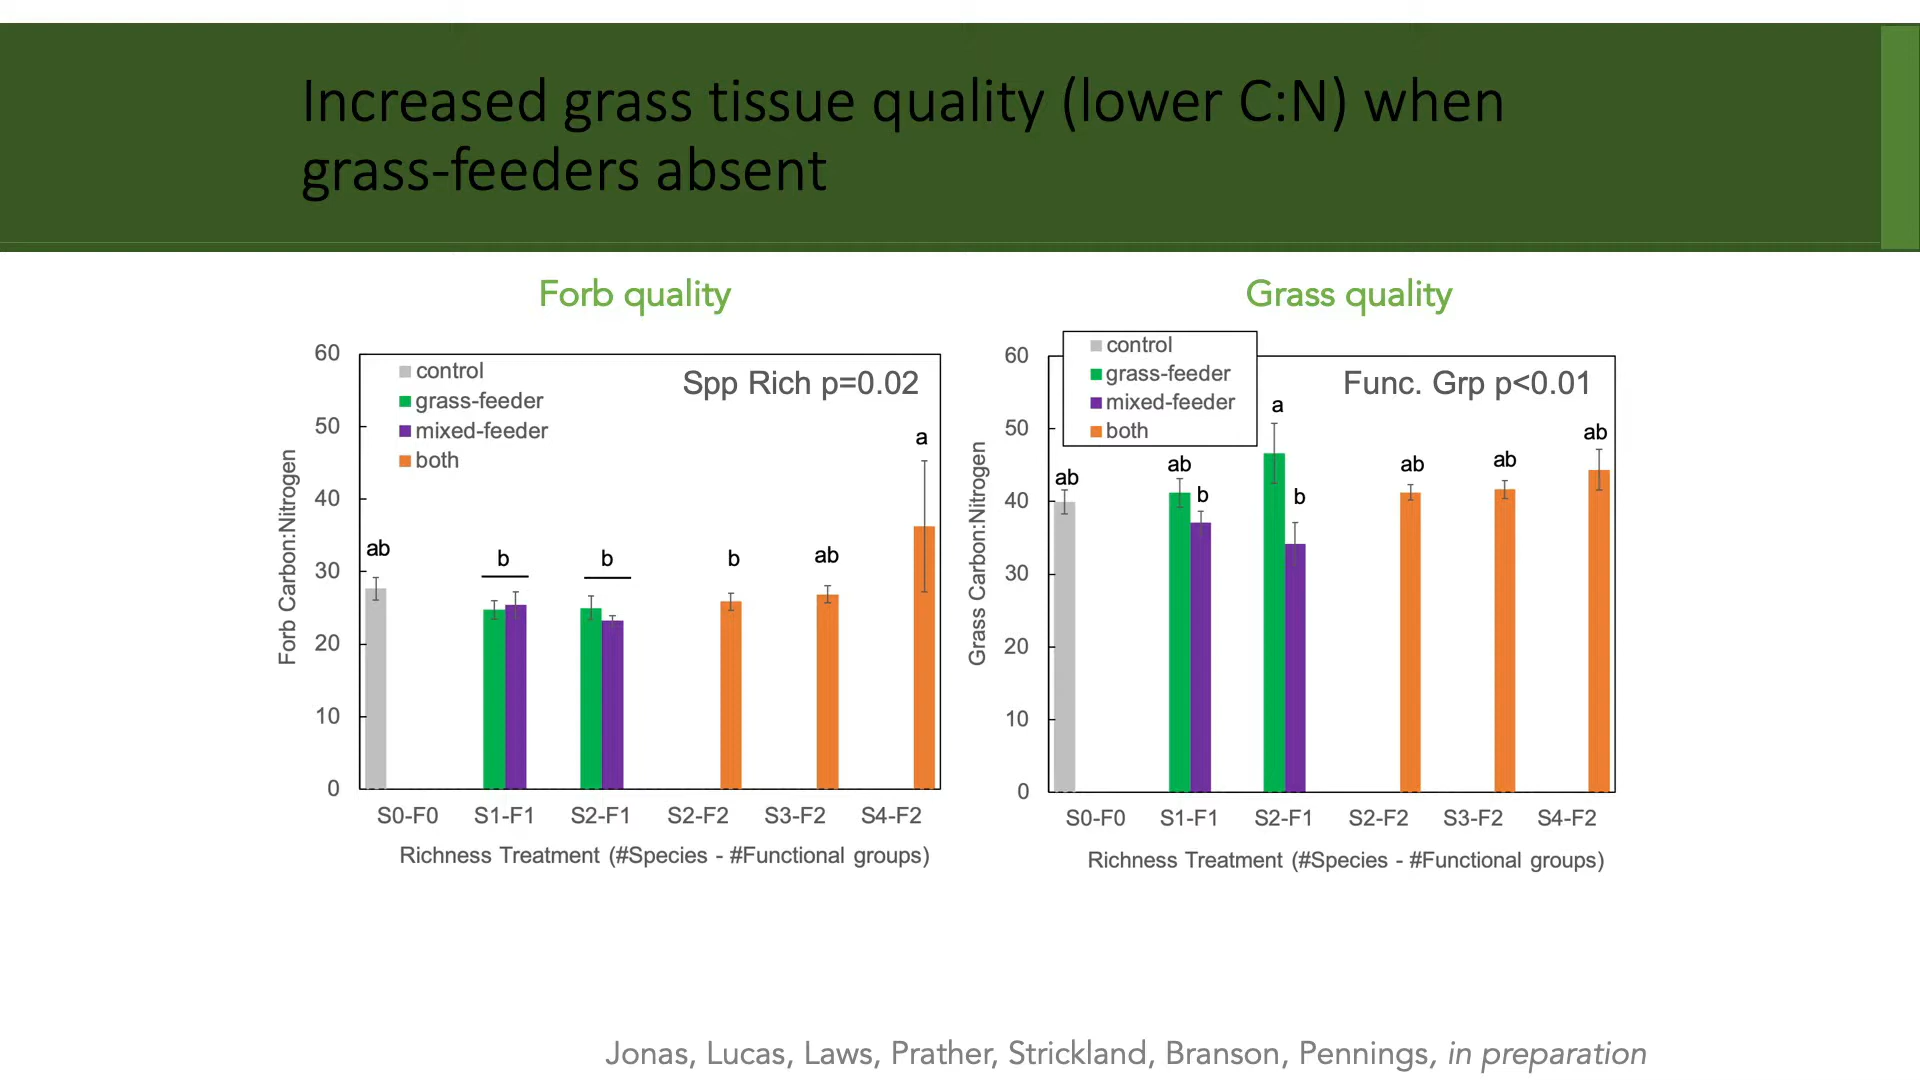 Increased grass tissue quality (lower C:N) when
grass-feeders absent
Forb quality
Forb Carbon:Nitrogen
60
50
40
30
20
10
0
control
grass-feeder
mixed-feeder
both
Spp Rich p=0.02
ab
b
b
b
ab
a
S0-F0 S1-F1 S2-F1 S2-F2 S3-F2 S4-F2
Richness Treatment (#Species - #Functional groups)
Grass quality
Grass Carbon:Nitrogen
60
50
40
30
20
10
0
control
grass-feeder
mixed-feeder
both
Func. Grp p<0.01
ab
ab
b
a
b
ab
ab
ab
S0-F0 S1-F1 S2-F1 S2-F2 S3-F2 S4-F2
Richness Treatment (#Species - #Functional groups)
Jonas, Lucas, Laws, Prather, Strickland, Branson, Pennings, in preparation